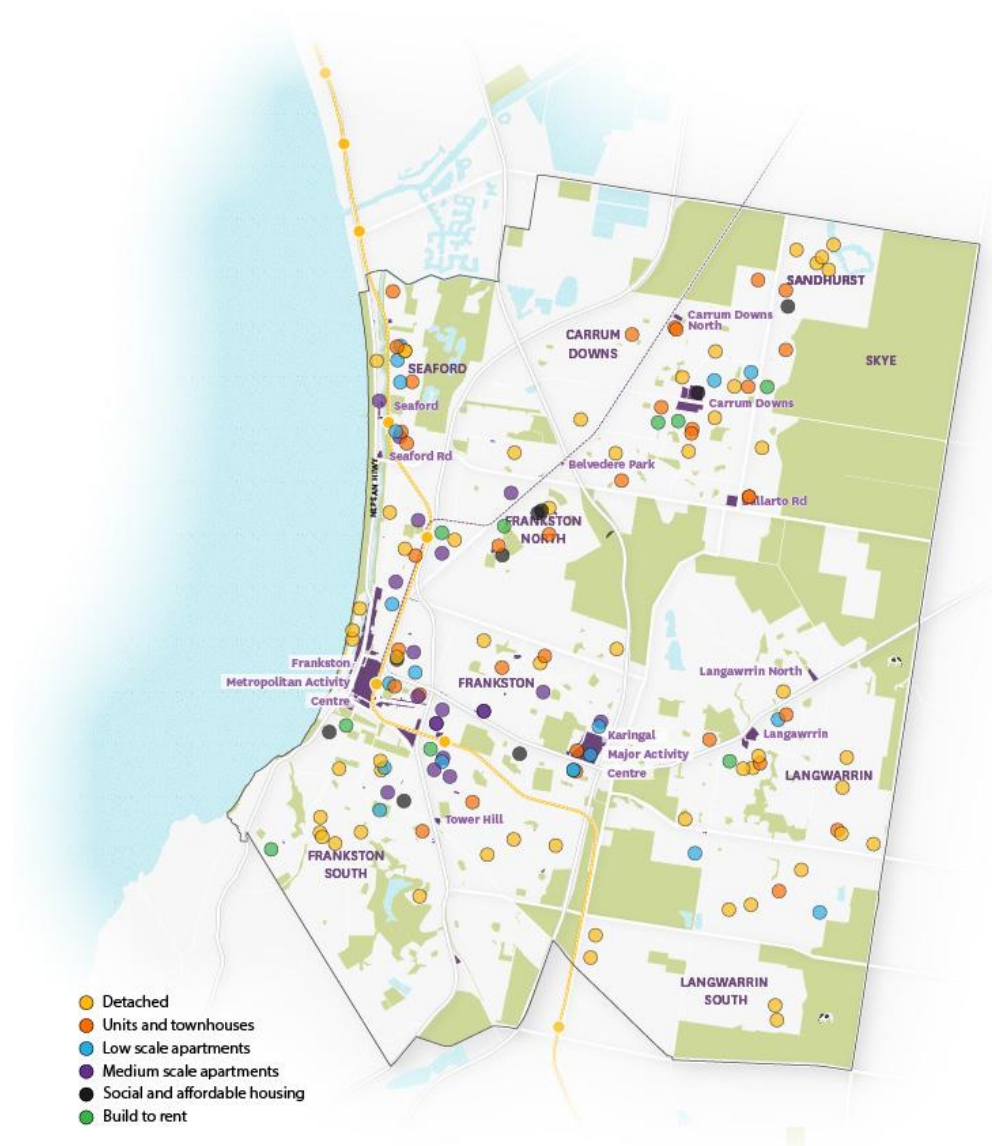 SANDHURST
Carrum Downs
North
CARRUM
DOWNS
SKYE
SEAFORD
Seaford
Carrum Downs
Seaford Rd
Belvedere Park
NEPEAN HWY
allarto Rd
FRANKSTON
NORTH
Frankston
Metropolitan Activity
Centre
FRANKSTON
Langawrrin North
Karingal
Major Activity
Centre
Langawrrin
LANGWARRIN
Tower Hill
FRANKSTON
SOUTH
LANGWARRIN
SOUTH
Detached
Units and townhouses
Low scale apartments
Medium scale apartments
Social and affordable housing
Build to rent